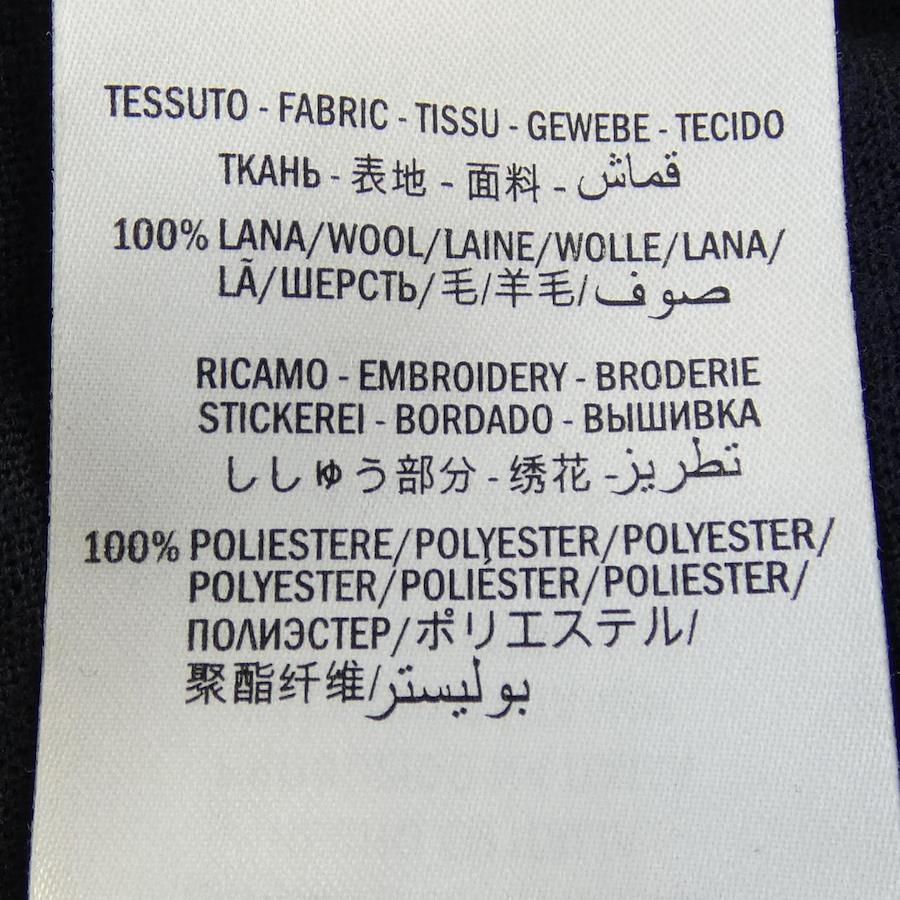 TESSUTO - FABRIC - TISSU - GEWEBE - TECIDO
ТКАНЬ - 表地 - 面料 - قماش
100% LANA/WOOL/LAINE/WOLLE/LANA/
LÃ/ШЕРСТЬ/毛/羊毛/صوف
RICAMO - EMBROIDERY - BRODERIE
STICKEREI - BORDADO - ВЫШИВКА
ししゅう部分 - 绣花 - تطريز
100% POLIESTERE/POLYESTER/POLYESTER/
POLYESTER/POLIÉSTER/POLIESTER/
ПОЛИЭСТЕР/ポリエステル/
聚酯纤维/بوليستر